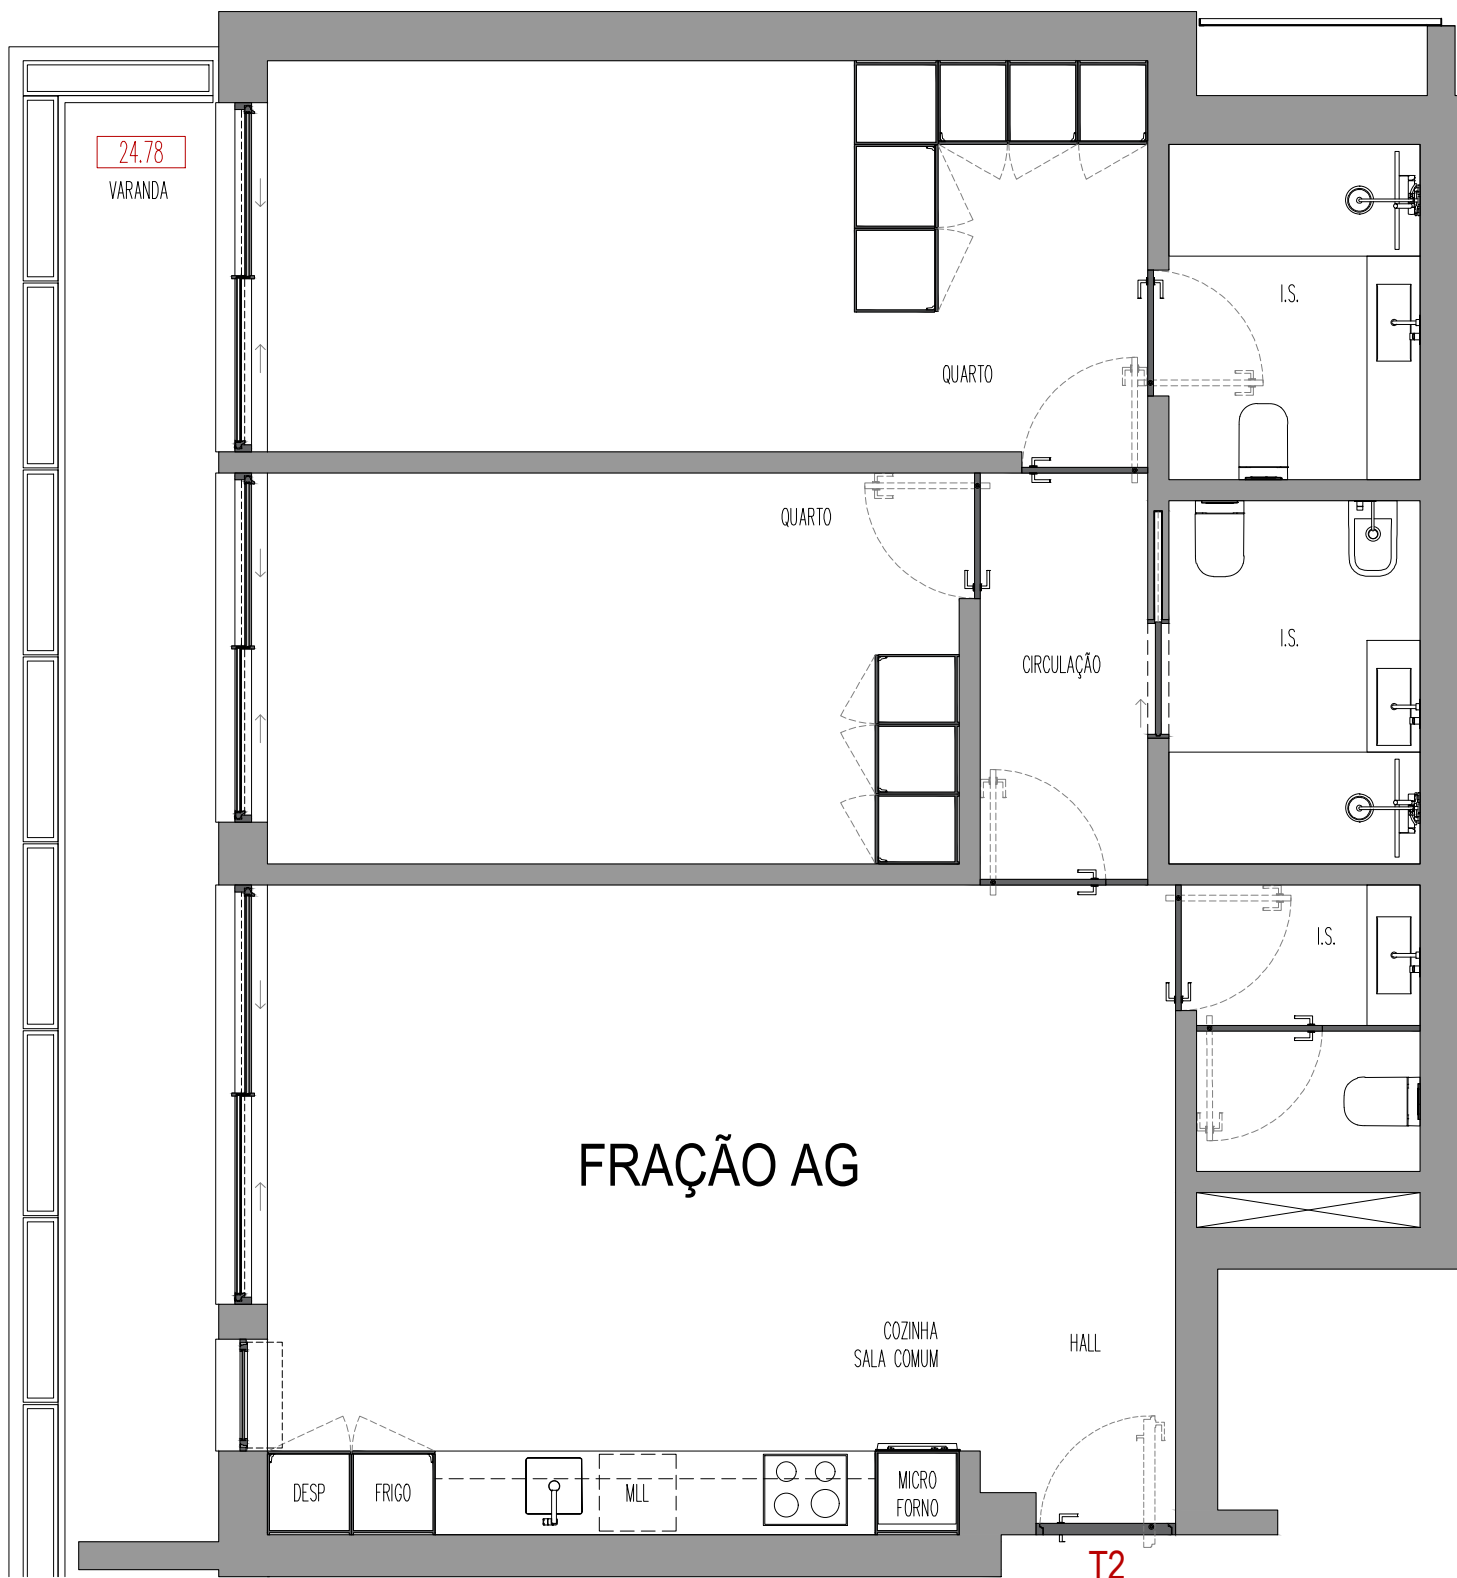 24.78
VARANDA
I.S.
QUARTO
QUARTO
I.S.
CIRCULAÇÃO
I.S.
FRAÇÃO AG
COZINHA
SALA COMUM
HALL
DESP
FRIGO
MLL
MICRO
FORNO
T2